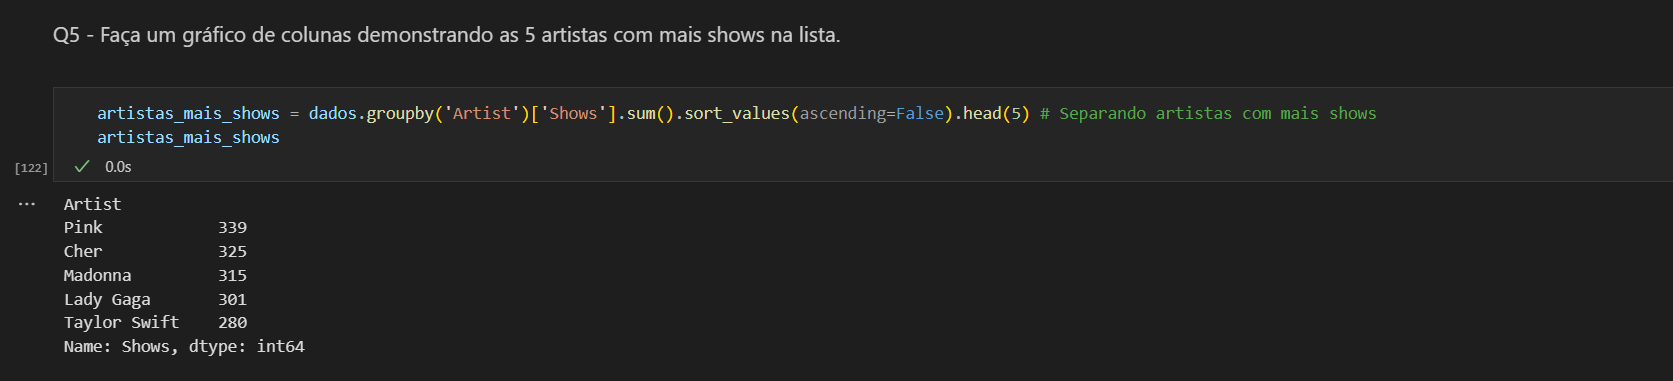 Q5 - Faça um gráfico de colunas demonstrando as 5 artistas com mais shows na lista.
artistas_mais_shows = dados.groupby('Artist')['Shows'].sum().sort_values(ascending=False).head(5) # Separando artistas com mais shows
artistas_mais_shows
[122] ✓ 0.0s
... Artist
Pink 339
Cher 325
Madonna 315
Lady Gaga 301
Taylor Swift 280
Name: Shows, dtype: int64